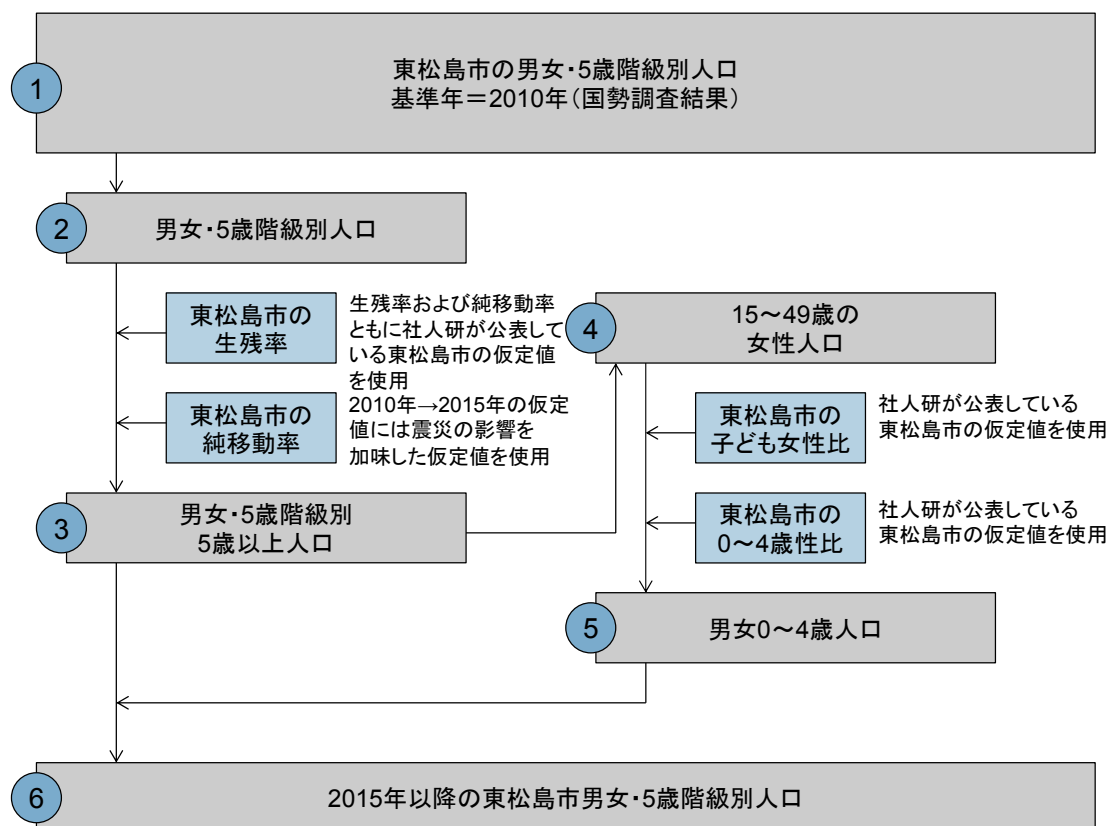 1
東松島市の男女・5歳階級別人口
基準年＝2010年（国勢調査結果）
2
男女・5歳階級別人口
東松島市の
生残率
生残率および純移動率
ともに社人研が公表して
いる東松島市の仮定値
を使用
東松島市の
純移動率
2010年→2015年の仮定
値には震災の影響を
加味した仮定値を使用
3
男女・5歳階級別
5歳以上人口
4
15～49歳の
女性人口
東松島市の
子ども女性比
社人研が公表している
東松島市の仮定値を使用
東松島市の
0～4歳性比
社人研が公表している
東松島市の仮定値を使用
5
男女0～4歳人口
6
2015年以降の東松島市男女・5歳階級別人口